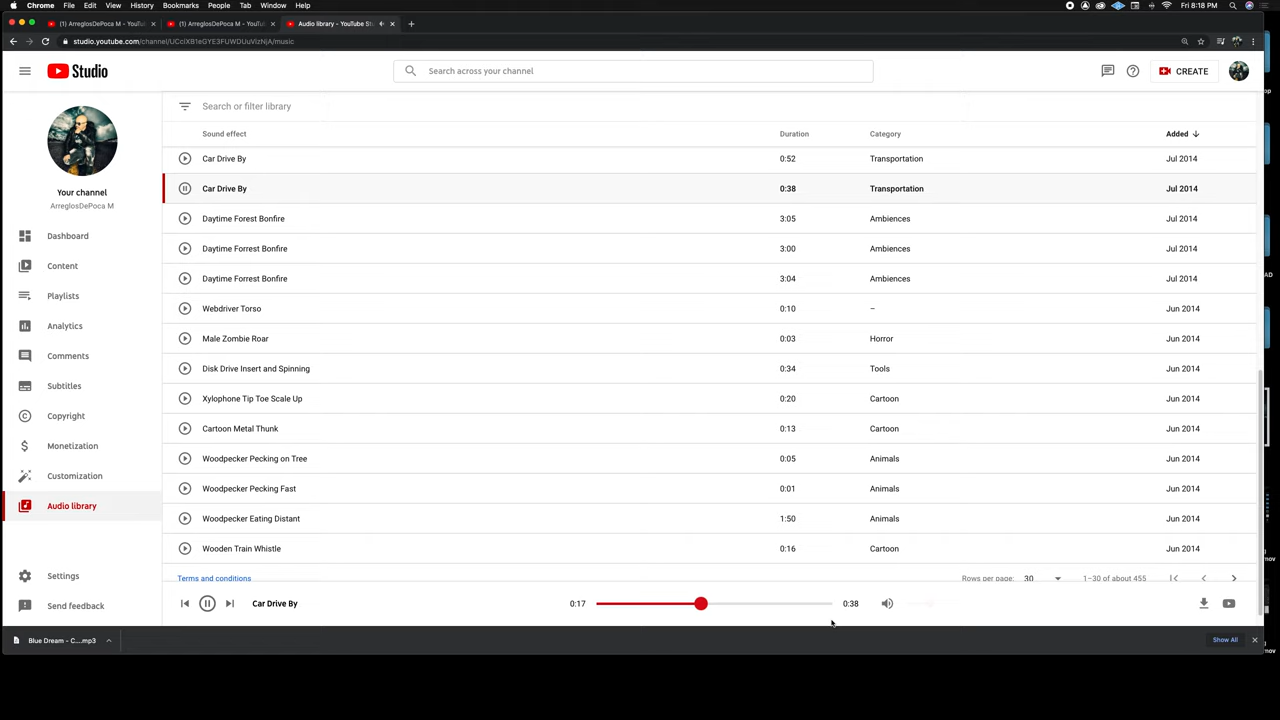 Chrome File Edit View History Bookmarks People Tab Window Help Fri 8:18 PM
(1) ArreglosDePoca M - YouTu (1) ArreglosDePoca M - YouTu Audio library - YouTube St
studio.youtube.com/channel/UCciXB1eGYE3FUWDUuVizNjA/music
Studio Search across your channel CREATE
Search or filter library
Sound effect Duration Category Added
Car Drive By 0:52 Transportation Jul 2014
Car Drive By 0:38 Transportation Jul 2014
Daytime Forest Bonfire 3:05 Ambiences Jul 2014
Daytime Forrest Bonfire 3:00 Ambiences Jul 2014
Daytime Forrest Bonfire 3:04 Ambiences Jul 2014
Webdriver Torso 0:10 – Jun 2014
Male Zombie Roar 0:03 Horror Jun 2014
Disk Drive Insert and Spinning 0:34 Tools Jun 2014
Xylophone Tip Toe Scale Up 0:20 Cartoon Jun 2014
Cartoon Metal Thunk 0:13 Cartoon Jun 2014
Woodpecker Pecking on Tree 0:05 Animals Jun 2014
Woodpecker Pecking Fast 0:01 Animals Jun 2014
Woodpecker Eating Distant 1:50 Animals Jun 2014
Wooden Train Whistle 0:16 Cartoon Jun 2014
Your channel
ArreglosDePoca M
Dashboard
Content
Playlists
Analytics
Comments
Subtitles
Copyright
Monetization
Customization
Audio library
Settings
Send feedback
Terms and conditions Rows per page: 30 1–30 of about 455
Car Drive By 0:17 0:38
Blue Dream - C....mp3 Show All